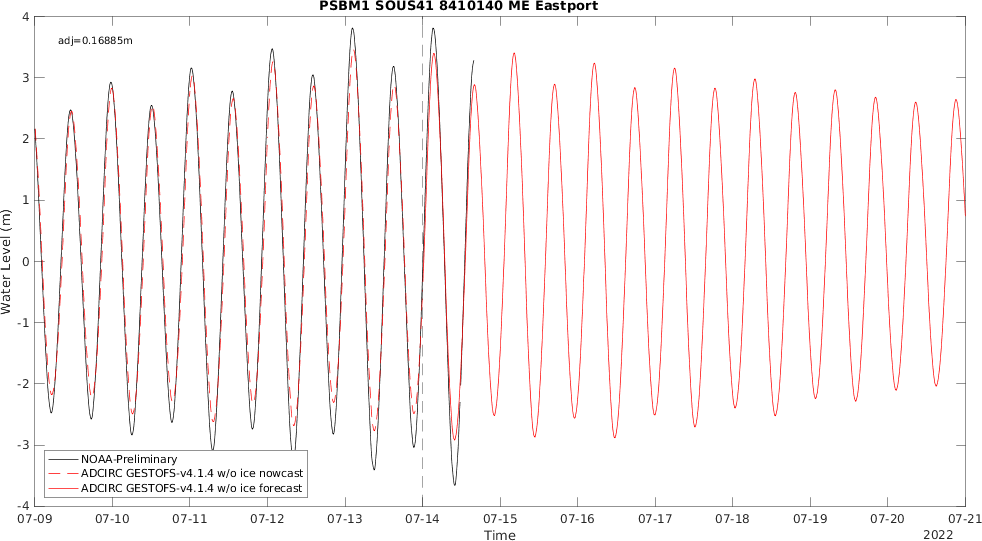 PSBM1 SOUS41 8410140 ME Eastport
adj=0.16885m
4
3
2
1
0
-1
-2
-3
-4
Water Level (m)
NOAA-Preliminary
ADCIRC GESTOFS-v4.1.4 w/o ice nowcast
ADCIRC GESTOFS-v4.1.4 w/o ice forecast
07-09 07-10 07-11 07-12 07-13 07-14 07-15 07-16 07-17 07-18 07-19 07-20 07-21
Time
2022